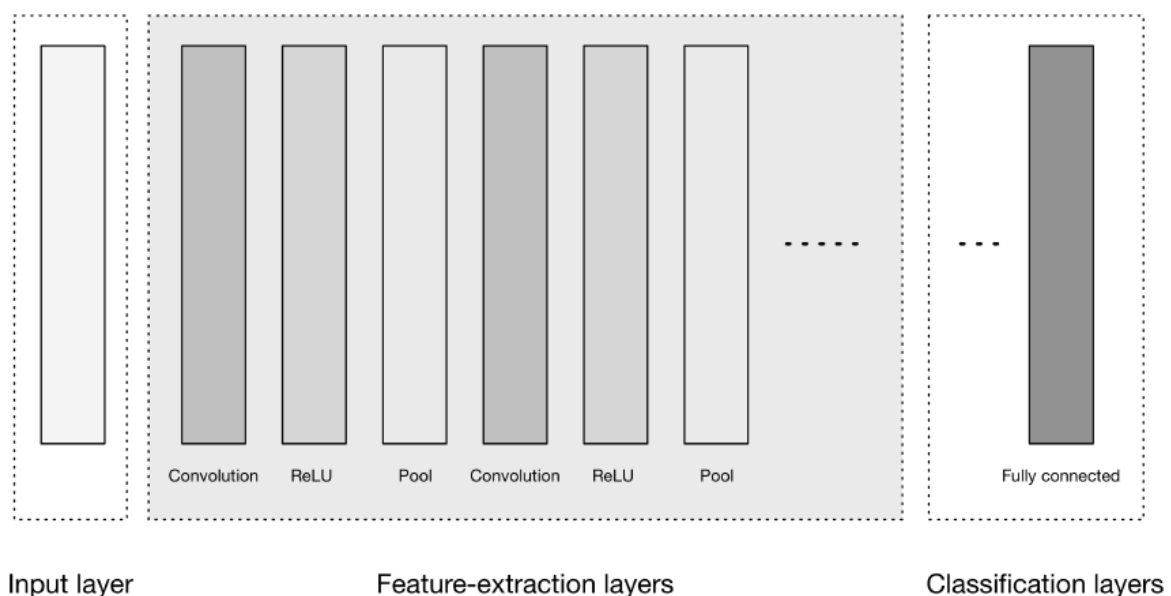 Convolution ReLU Pool Convolution ReLU Pool Fully connected
Input layer Feature-extraction layers Classification layers